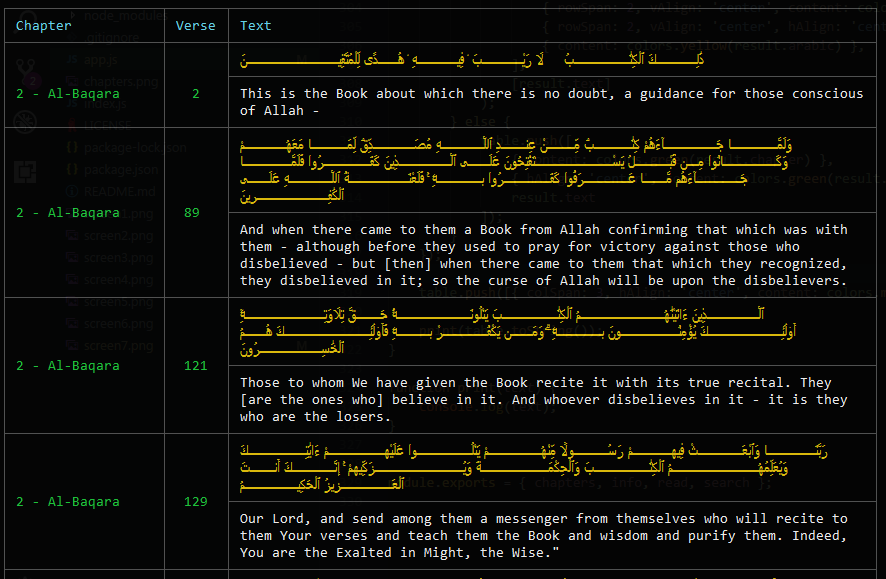 Chapter Verse Text
ذَٰلِكَ ٱلْكِتَٰبُ لَا رَيْبَ ۛ فِيهِ ۛ هُدًى لِّلْمُتَّقِينَ
2 - Al-Baqara 2
This is the Book about which there is no doubt, a guidance for those conscious
of Allah -
وَلَمَّا جَآءَهُمْ كِتَٰبٌ مِّنْ عِندِ ٱللَّهِ مُصَدِّقٌ لِّمَا مَعَهُمْ
وَكَانُوا۟ مِن قَبْلُ يَسْتَفْتِحُونَ عَلَى ٱلَّذِينَ كَفَرُوا۟ فَلَمَّا
جَآءَهُم مَّا عَرَفُوا۟ كَفَرُوا۟ بِهِۦ ۚ فَلَعْنَةُ ٱللَّهِ عَلَى
ٱلْكَٰفِرِينَ
2 - Al-Baqara 89
And when there came to them a Book from Allah confirming that which was with
them - although before they used to pray for victory against those who
disbelieved - but [then] when there came to them that which they recognized,
they disbelieved in it; so the curse of Allah will be upon the disbelievers.
ٱلَّذِينَ ءَاتَيْنَٰهُمُ ٱلْكِتَٰبَ يَتْلُونَهُۥ حَقَّ تِلَاوَتِهِۦٓ
أُو۟لَٰٓئِكَ يُؤْمِنُونَ بِهِۦ ۗ وَمَن يَكْفُرْ بِهِۦ فَأُو۟لَٰٓئِكَ هُمُ
ٱلْخَٰسِرُونَ
2 - Al-Baqara 121
Those to whom We have given the Book recite it with its true recital. They
[are the ones who] believe in it. And whoever disbelieves in it - it is they
who are the losers.
رَبَّنَا وَٱبْعَثْ فِيهِمْ رَسُولًا مِّنْهُمْ يَتْلُوا۟ عَلَيْهِمْ ءَايَٰتِكَ
وَيُعَلِّمُهُمُ ٱلْكِتَٰبَ وَٱلْحِكْمَةَ وَيُزَكِّيهِمْ ۚ إِنَّكَ أَنتَ
ٱلْعَزِيزُ ٱلْحَكِيمُ
2 - Al-Baqara 129
Our Lord, and send among them a messenger from themselves who will recite to
them Your verses and teach them the Book and wisdom and purify them. Indeed,
You are the Exalted in Might, the Wise."